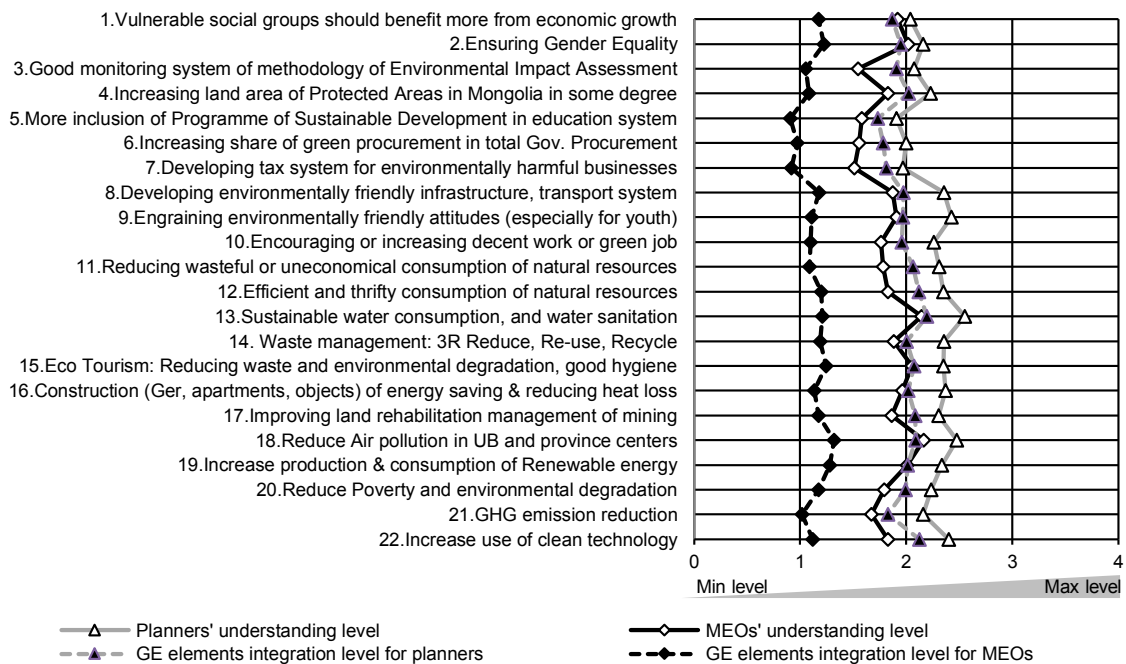 1.Vulnerable social groups should benefit more from economic growth
2.Ensuring Gender Equality
3.Good monitoring system of methodology of Environmental Impact Assessment
4.Increasing land area of Protected Areas in Mongolia in some degree
5.More inclusion of Programme of Sustainable Development in education system
6.Increasing share of green procurement in total Gov. Procurement
7.Developing tax system for environmentally harmful businesses
8.Developing environmentally friendly infrastructure, transport system
9.Engraining environmentally friendly attitudes (especially for youth)
10.Encouraging or increasing decent work or green job
11.Reducing wasteful or uneconomical consumption of natural resources
12.Efficient and thrifty consumption of natural resources
13.Sustainable water consumption, and water sanitation
14. Waste management: 3R Reduce, Re-use, Recycle
15.Eco Tourism: Reducing waste and environmental degradation, good hygiene
16.Construction (Ger, apartments, objects) of energy saving & reducing heat loss
17.Improving land rehabilitation management of mining
18.Reduce Air pollution in UB and province centers
19.Increase production & consumption of Renewable energy
20.Reduce Poverty and environmental degradation
21.GHG emission reduction
22.Increase use of clean technology
0 1 2 3 4
Min level Max level
Planners' understanding level MEOs' understanding level
GE elements integration level for planners GE elements integration level for MEOs